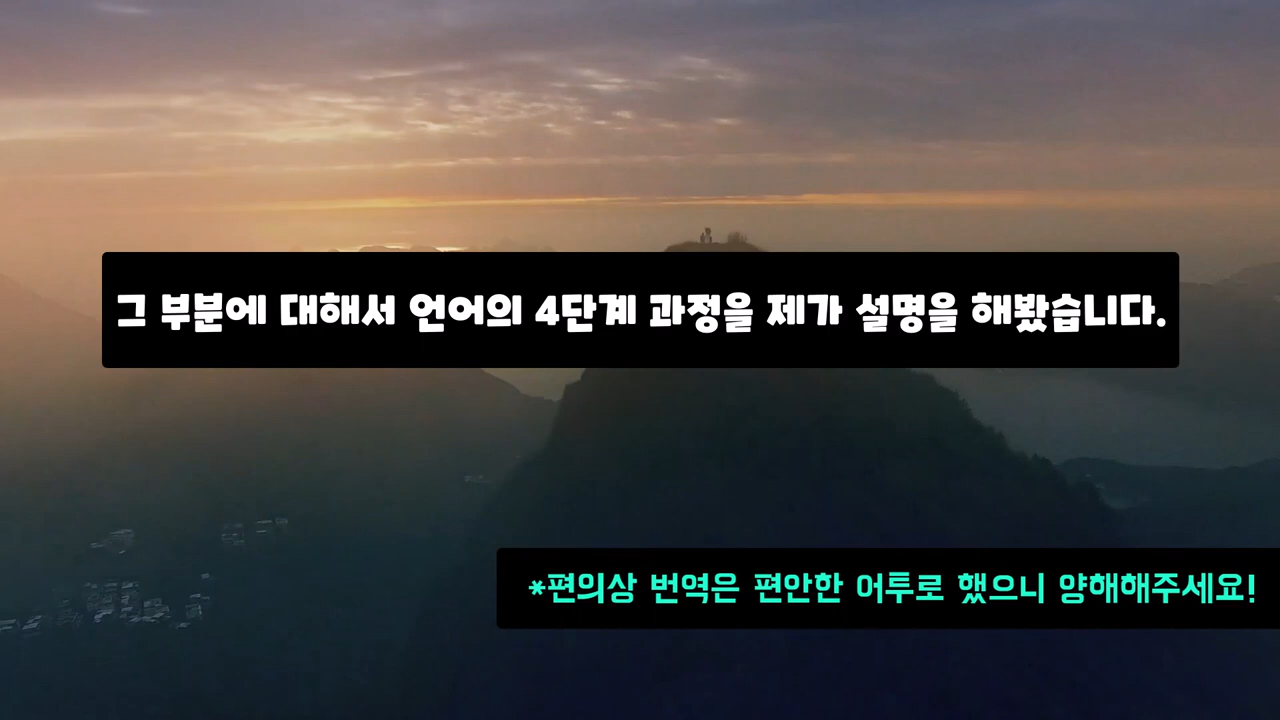 그 부분에 대해서 언어의 4단계 과정을 제가 설명을 해봤습니다.
*편의상 번역은 편안한 어투로 했으니 양해해주세요!